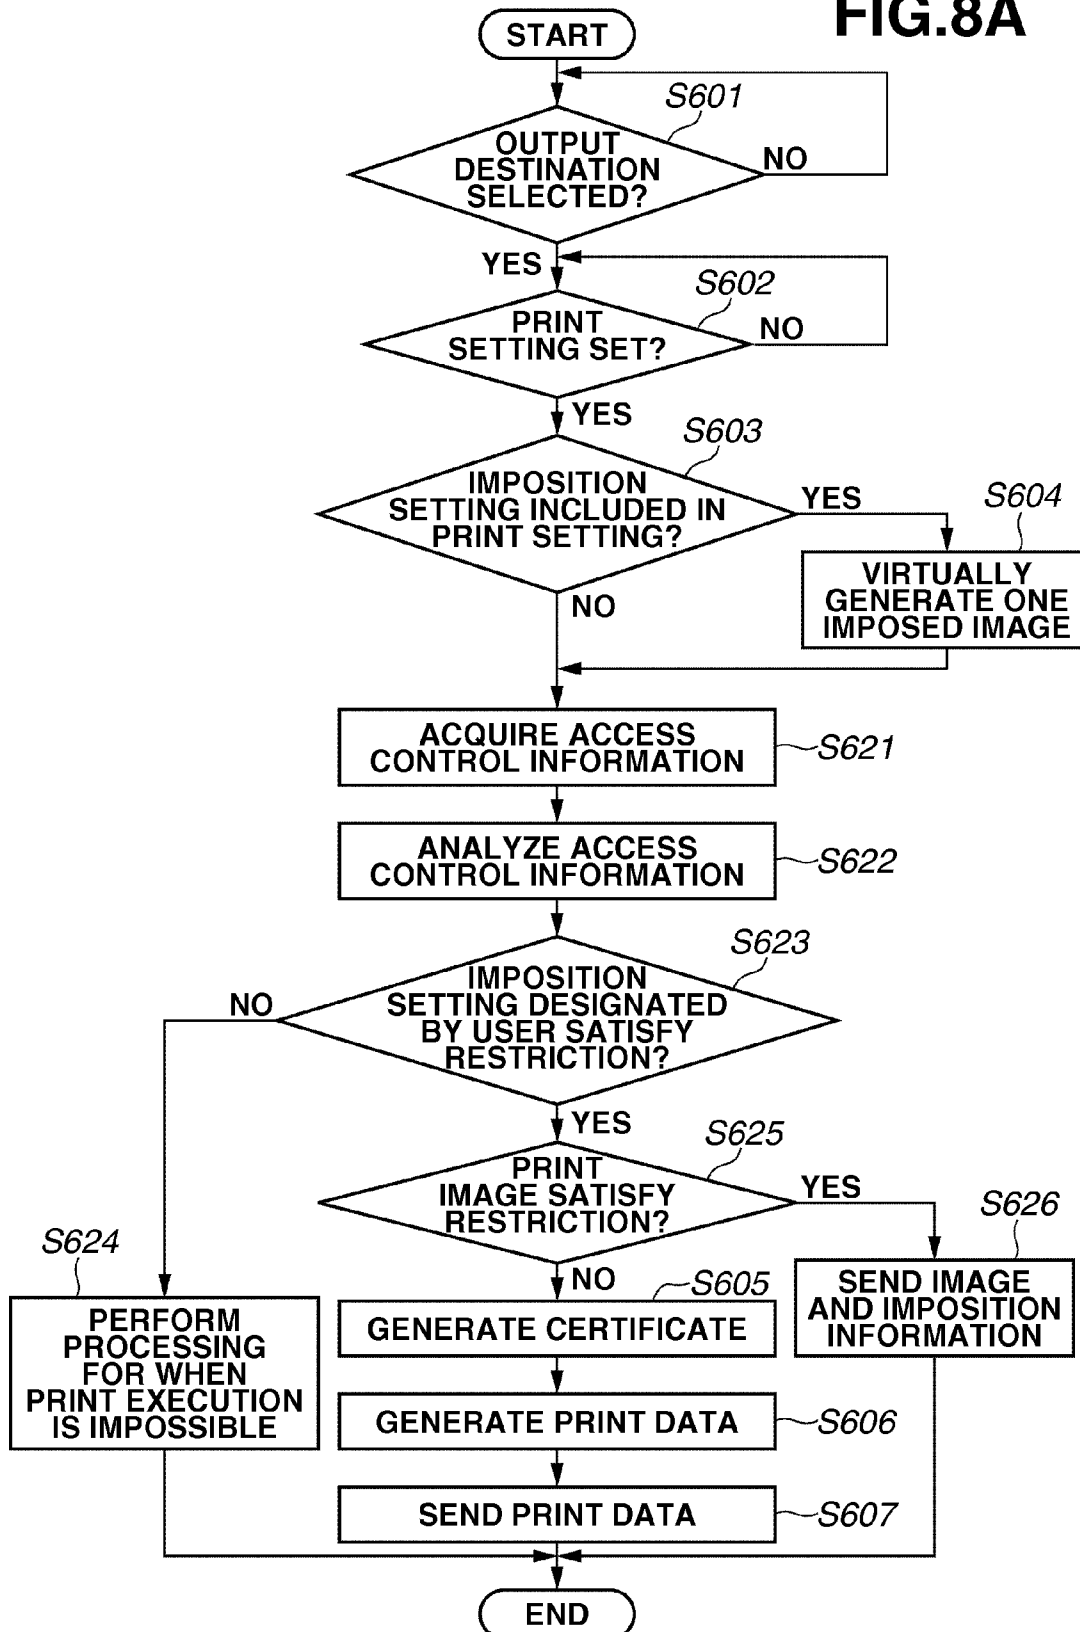 FIG.8A
START
S601
OUTPUT
DESTINATION
SELECTED?
NO
YES
S602
PRINT
SETTING SET?
NO
YES
S603
IMPOSITION
SETTING INCLUDED IN
PRINT SETTING?
YES
S604
VIRTUALLY
GENERATE ONE
IMPOSED IMAGE
NO
ACQUIRE ACCESS
CONTROL INFORMATION
S621
ANALYZE ACCESS
CONTROL INFORMATION
S622
S623
IMPOSITION
SETTING DESIGNATED
BY USER SATISFY
RESTRICTION?
NO
YES
S625
PRINT
IMAGE SATISFY
RESTRICTION?
YES
S626
SEND IMAGE
AND IMPOSITION
INFORMATION
S624
PERFORM
PROCESSING
FOR WHEN
PRINT EXECUTION
IS IMPOSSIBLE
NO
S605
GENERATE CERTIFICATE
GENERATE PRINT DATA
S606
SEND PRINT DATA
S607
END